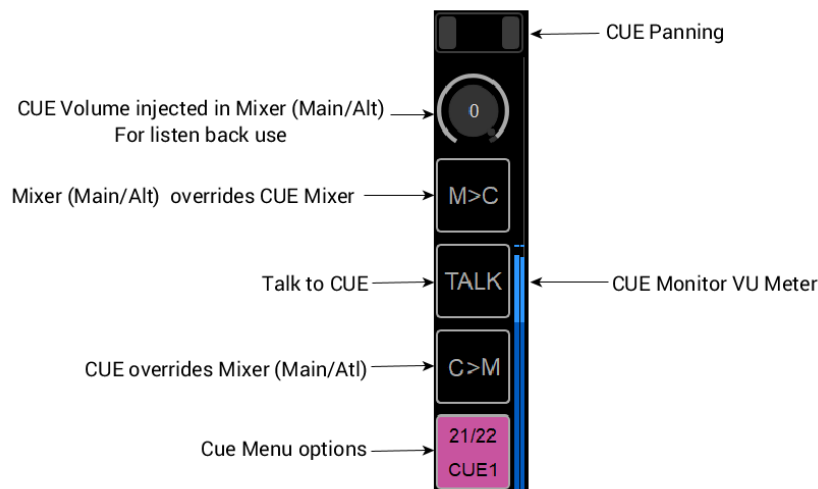 CUE Panning
CUE Volume injected in Mixer (Main/Alt)
For listen back use
0
Mixer (Main/Alt)  overrides CUE Mixer
M>C
Talk to CUE
TALK
CUE Monitor VU Meter
CUE overrides Mixer (Main/Atl)
C>M
Cue Menu options
21/22
CUE1